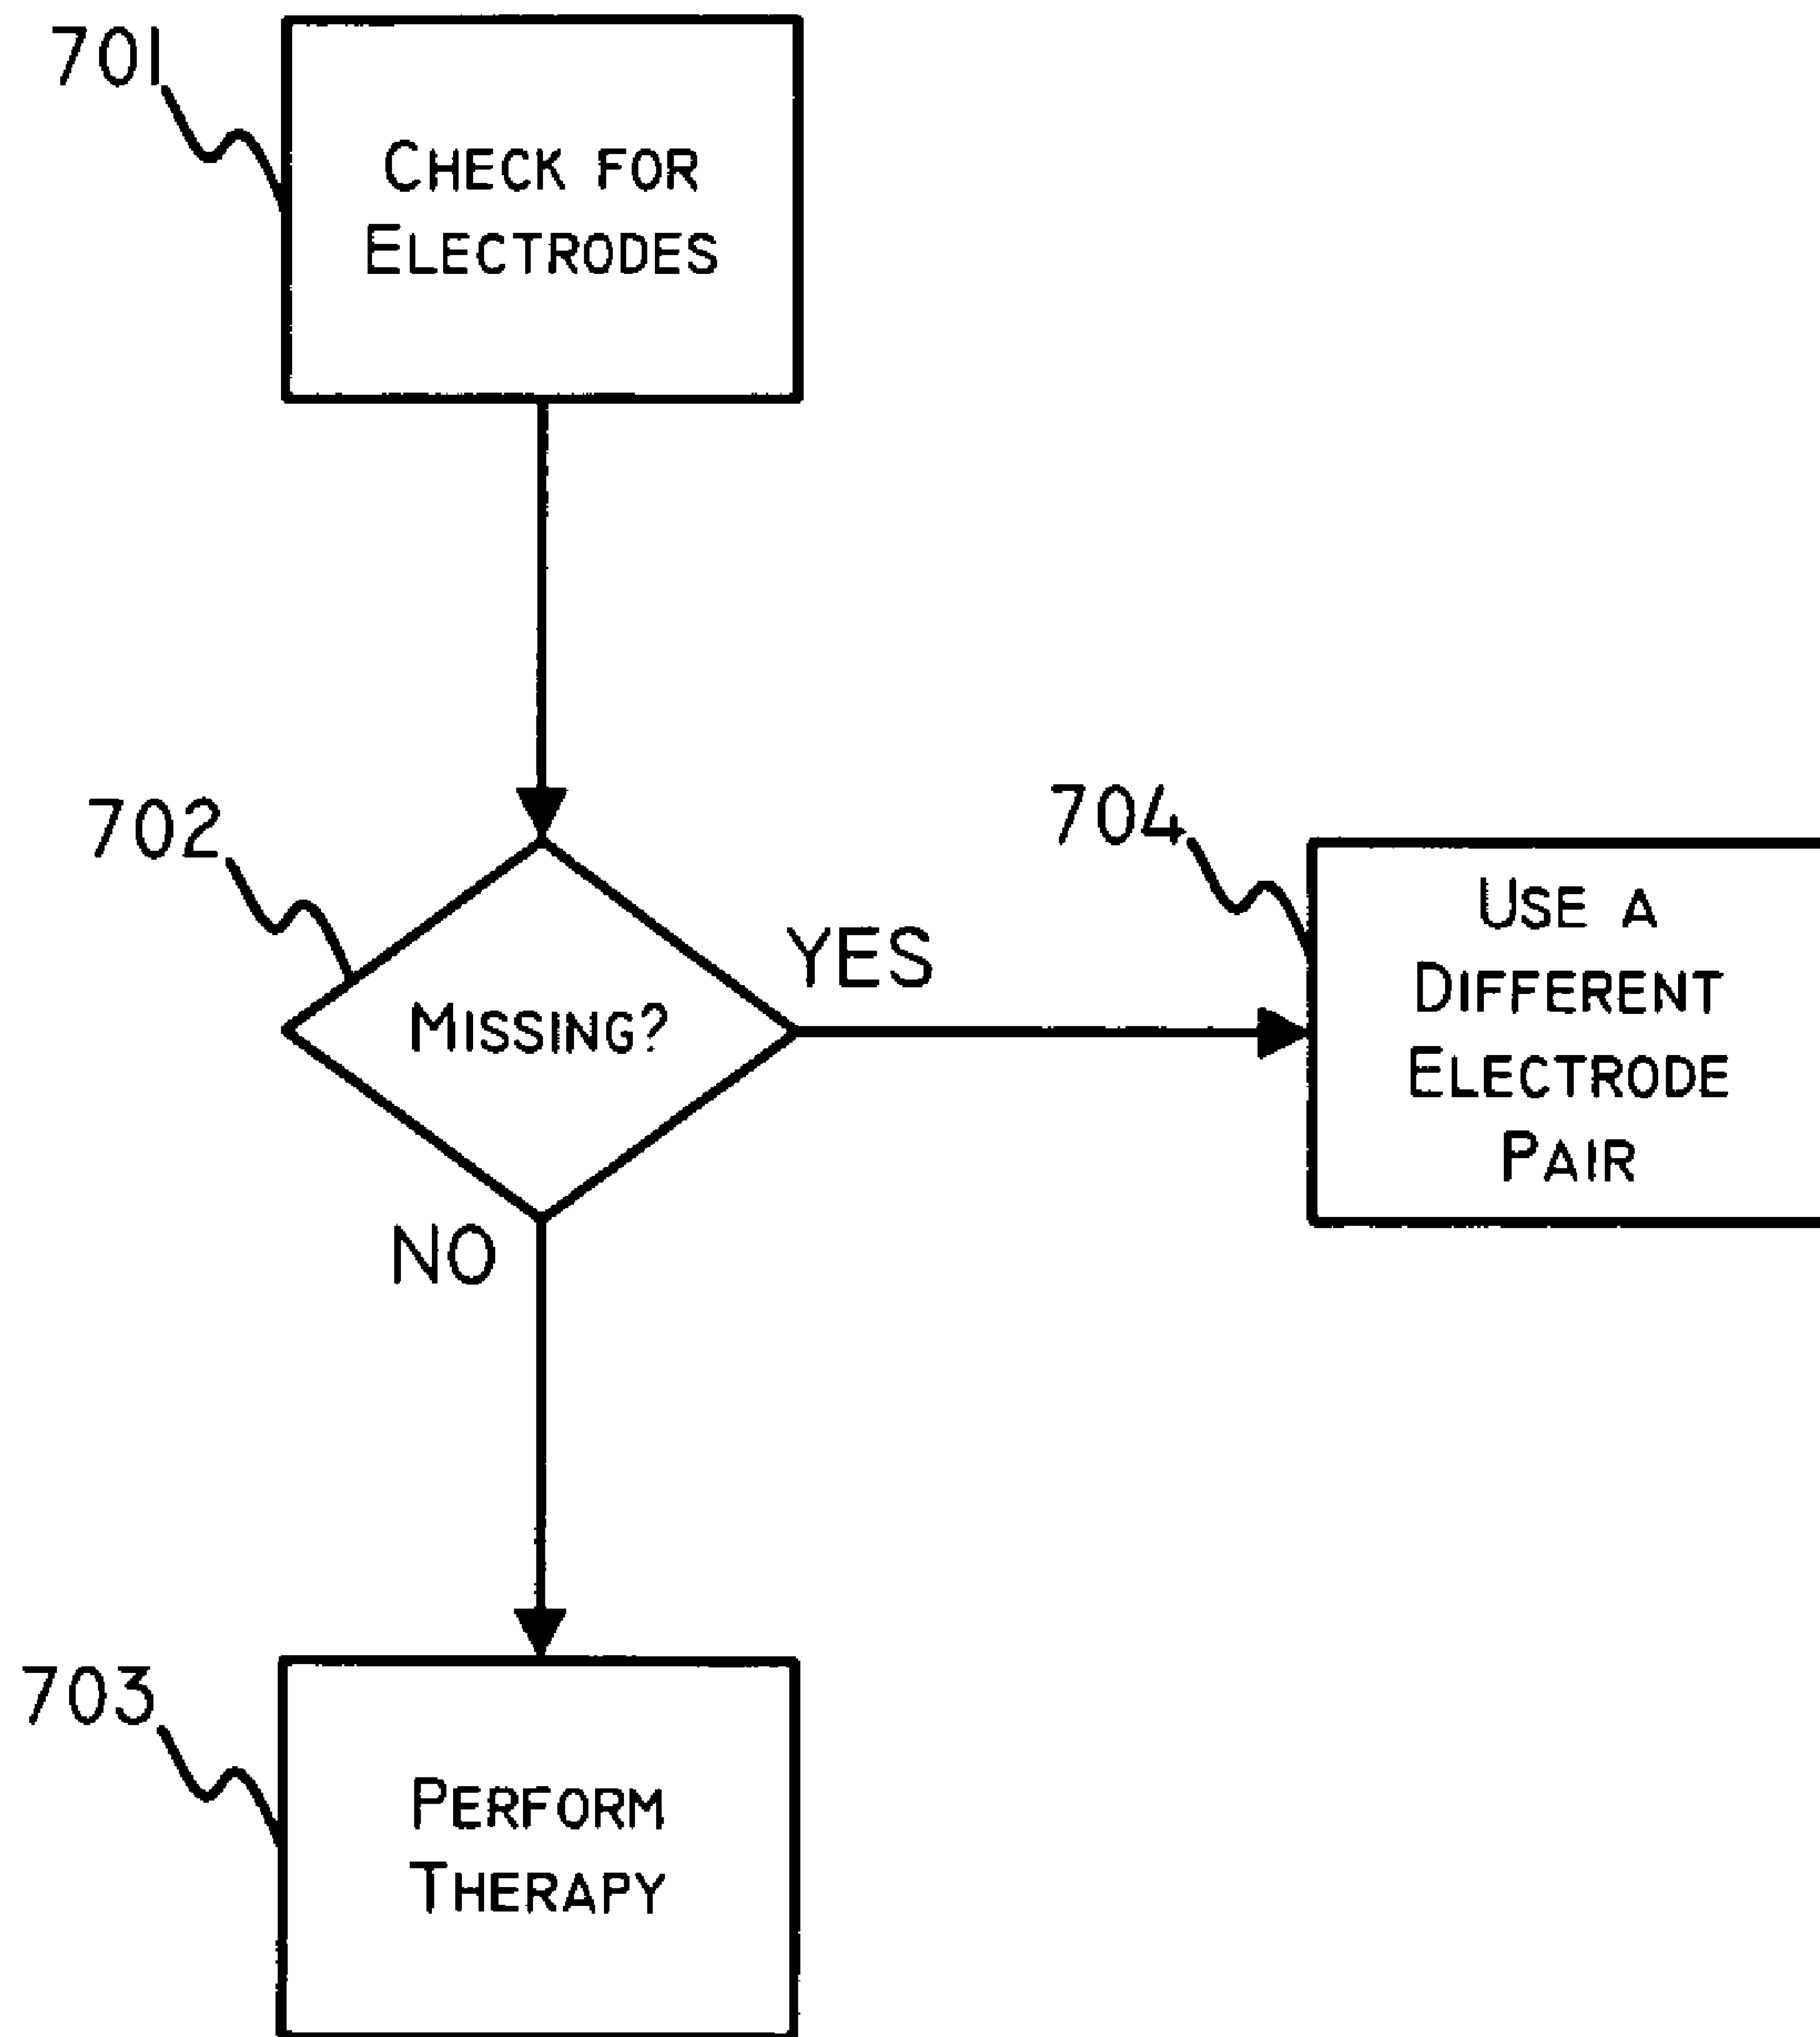 701
CHECK FOR
ELECTRODES
702
MISSING?
YES
NO
704
USE A
DIFFERENT
ELECTRODE
PAIR
703
PERFORM
THERAPY